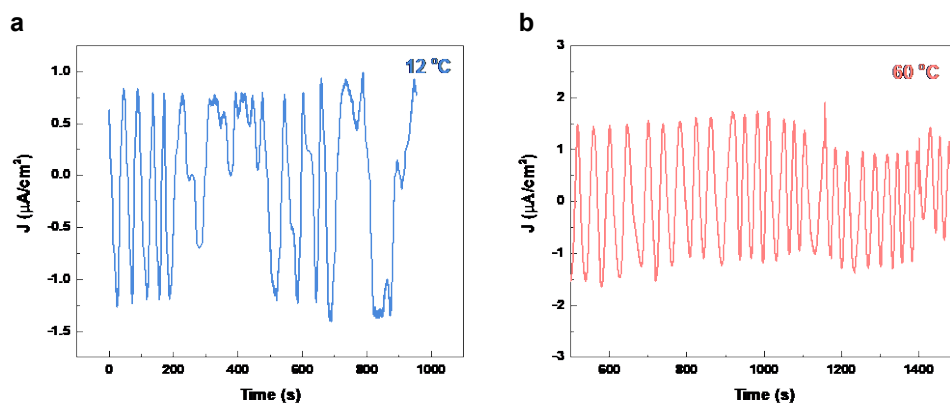 a
12 °C
1.0
0.5
0.0
-0.5
-1.0
-1.5
J (µA/cm²)
0 200 400 600 800 1000
Time (s)
b
60 °C
3
2
1
0
-1
-2
-3
J (µA/cm²)
600 800 1000 1200 1400
Time (s)